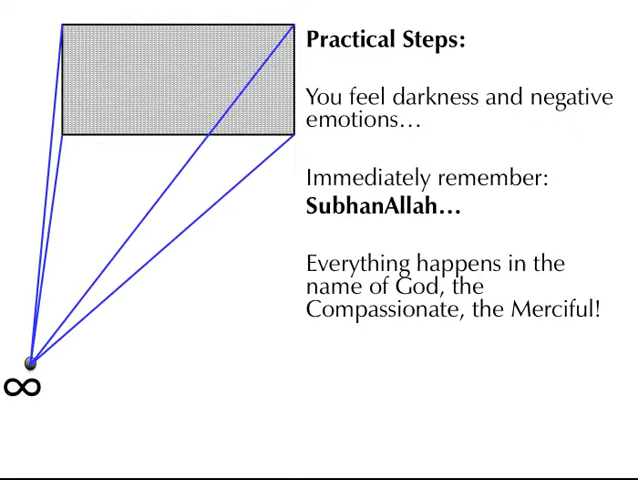 Practical Steps:
You feel darkness and negative
emotions…
Immediately remember:
SubhanAllah…
Everything happens in the
name of God, the
Compassionate, the Merciful!
∞